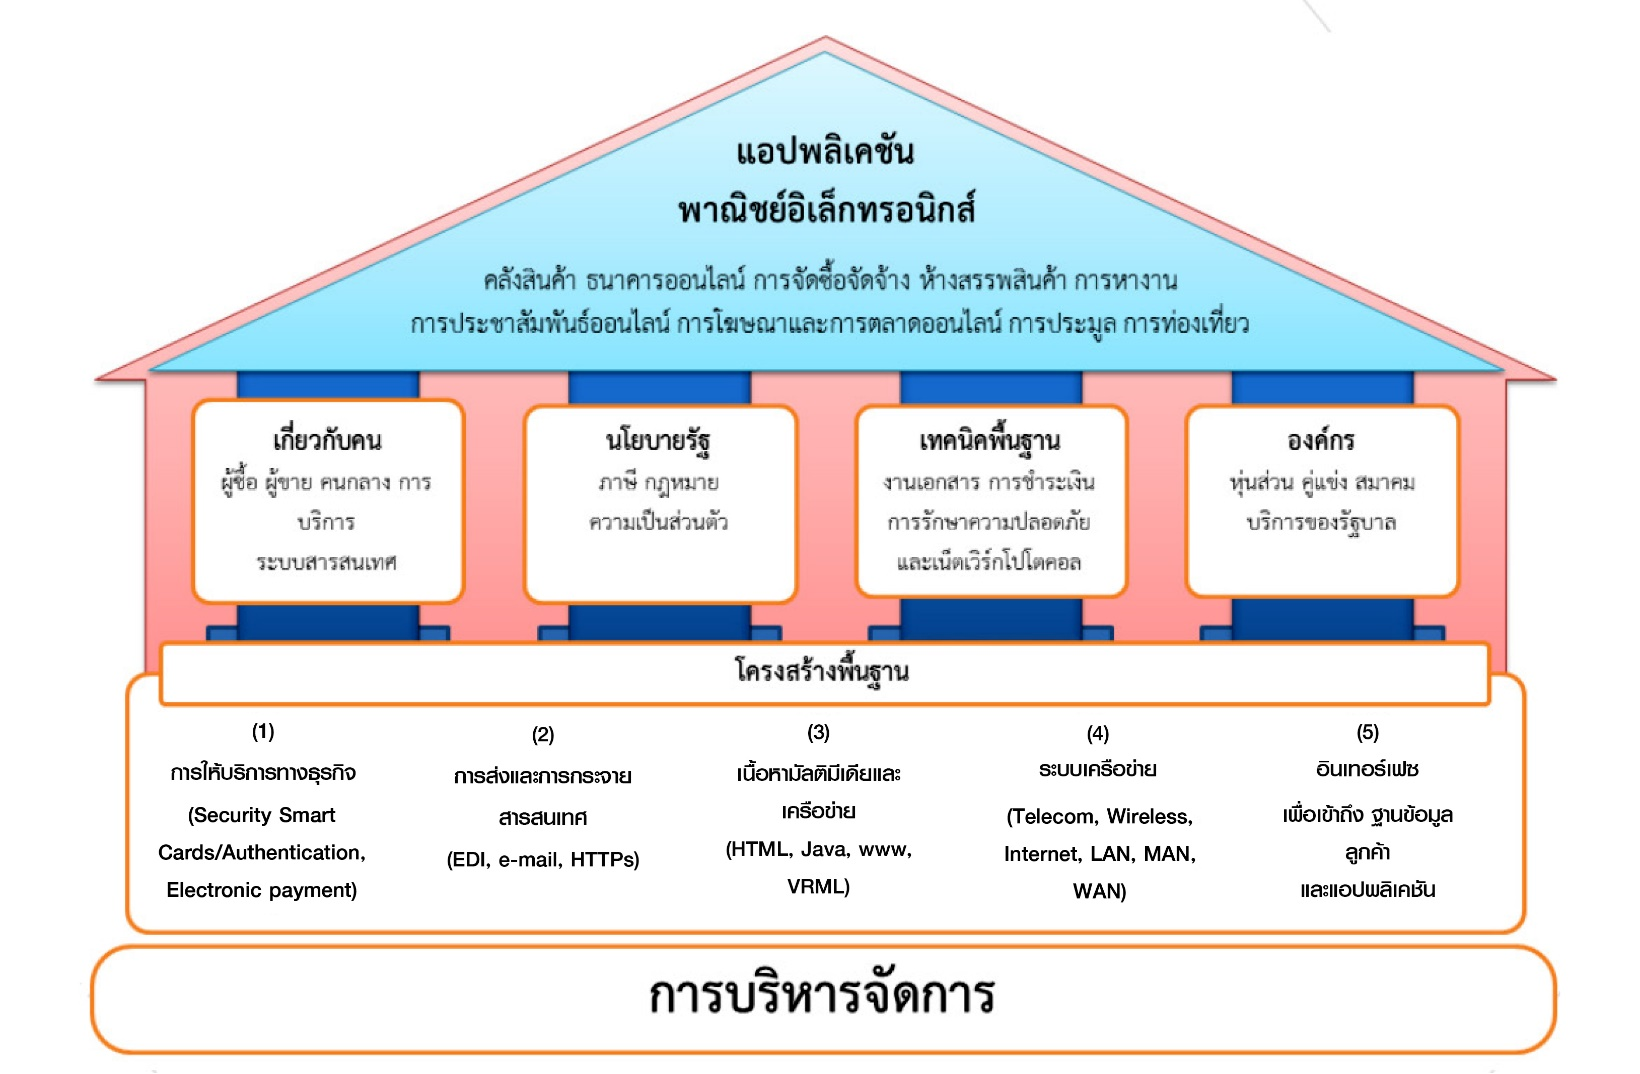 แอปพลิเคชัน
พาณิชย์อิเล็กทรอนิกส์
คลังสินค้า ธนาคารออนไลน์ การจัดซื้อจัดจ้าง ห้างสรรพสินค้า การหางาน
การประชาสัมพันธ์ออนไลน์ การโฆษณาและการตลาดออนไลน์ การประมูล การท่องเที่ยว
เกี่ยวกับคน
ผู้ซื้อ ผู้ขาย คนกลาง การ
บริการ
ระบบสารสนเทศ
นโยบายรัฐ
ภาษี กฎหมาย
ความเป็นส่วนตัว
เทคนิคพื้นฐาน
งานเอกสาร การชำระเงิน
การรักษาความปลอดภัย
และเน็ตเวิร์กโปโตคอล
องค์กร
หุ่นส่วน คู่แข่ง สมาคม
บริการของรัฐบาล
โครงสร้างพื้นฐาน
(1)
การให้บริการทางธุรกิจ
(Security Smart
Cards/Authentication,
Electronic payment)
(2)
การส่งและการกระจาย
สารสนเทศ
(EDI, e-mail, HTTPs)
(3)
เนื้อหามัลติมีเดียและ
เครือข่าย
(HTML, Java, www,
VRML)
(4)
ระบบเครือข่าย
(Telecom, Wireless,
Internet, LAN, MAN,
WAN)
(5)
อินเทอร์เฟซ
เพื่อเข้าถึง ฐานข้อมูล
ลูกค้า
และแอปพลิเคชัน
การบริหารจัดการ